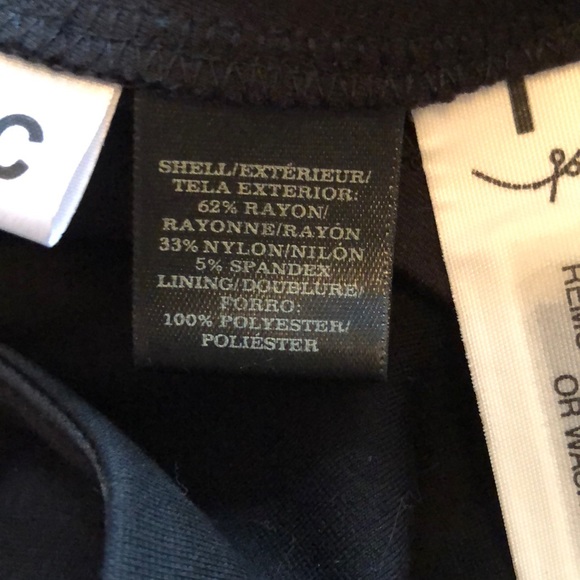 C
SHELL/EXTÉRIEUR/
TELA EXTERIOR:
62% RAYON/
RAYONNE/RAYÓN
33% NYLON/NILÓN
5% SPANDEX
LINING/DOUBLURE/
FORRO:
100% POLYESTER/
POLIÉSTER
OR